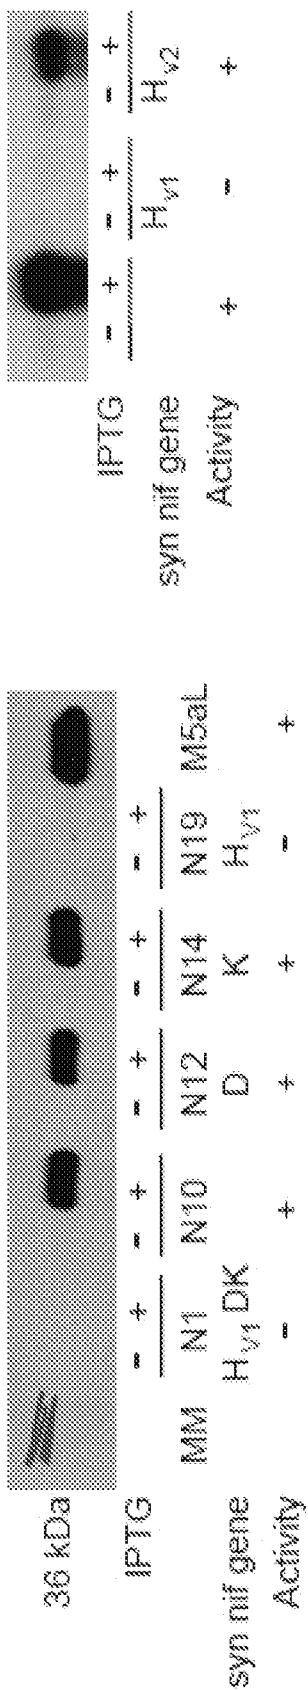 36 kDa
IPTG - + - + - + - + - +
MM N1 N10 N12 N14 N19 M5aL
syn nif gene Hv1 DK D K Hv1
Activity - + + + - +
IPTG - + - + - +
syn nif gene Hv1 Hv2
Activity + - +